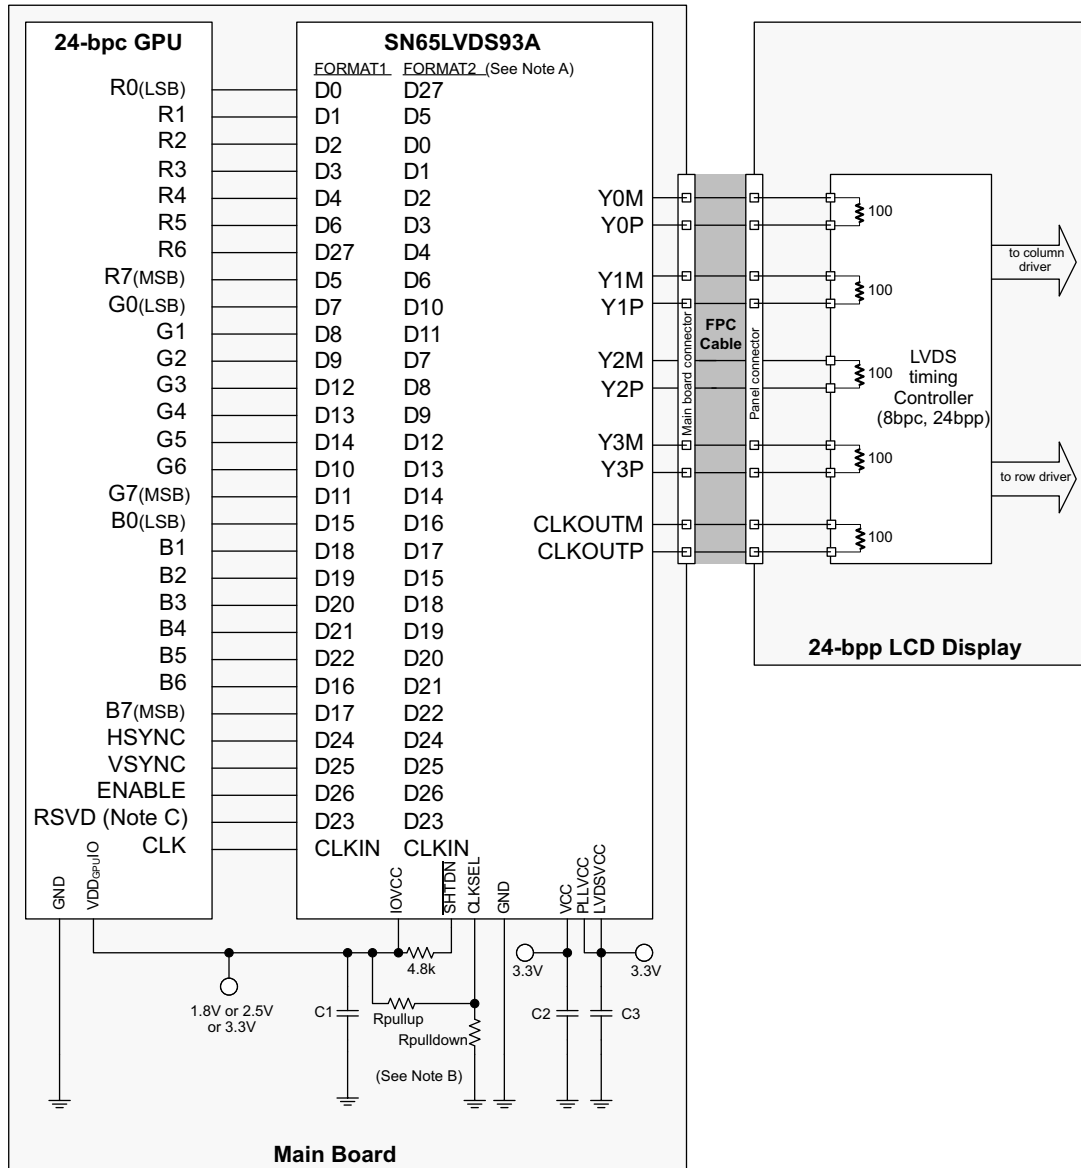 24-bpc GPU
SN65LVDS93A
FORMAT1 FORMAT2 (See Note A)
R0(LSB) D0 D27
R1 D1 D5
R2 D2 D0
R3 D3 D1
R4 D4 D2
R5 D6 D3
R6 D27 D4
R7(MSB) D5 D6
G0(LSB) D7 D10
G1 D8 D11
G2 D9 D7
G3 D12 D8
G4 D13 D9
G5 D14 D12
G6 D10 D13
G7(MSB) D11 D14
B0(LSB) D15 D16
B1 D18 D17
B2 D19 D15
B3 D20 D18
B4 D21 D19
B5 D22 D20
B6 D16 D21
B7(MSB) D17 D22
HSYNC D24 D24
VSYNC D25 D25
ENABLE D26 D26
RSVD (Note C) D23 D23
CLK CLKIN CLKIN
GND
VDDGPUIO
IOVCC
SHTDN
CLKSEL
GND
VCC
PLLVCC
LVDSVCC
Y0M
Y0P
Y1M
Y1P
Y2M
Y2P
Y3M
Y3P
CLKOUTM
CLKOUTP
Main board connector
FPC
Cable
Panel connector
100
100
100
100
100
LVDS
timing
Controller
(8bpc, 24bpp)
to column
driver
to row driver
24-bpp LCD Display
4.8k
3.3V
3.3V
1.8V or 2.5V
or 3.3V
C1
Rpullup
Rpulldown
C2
C3
(See Note B)
Main Board